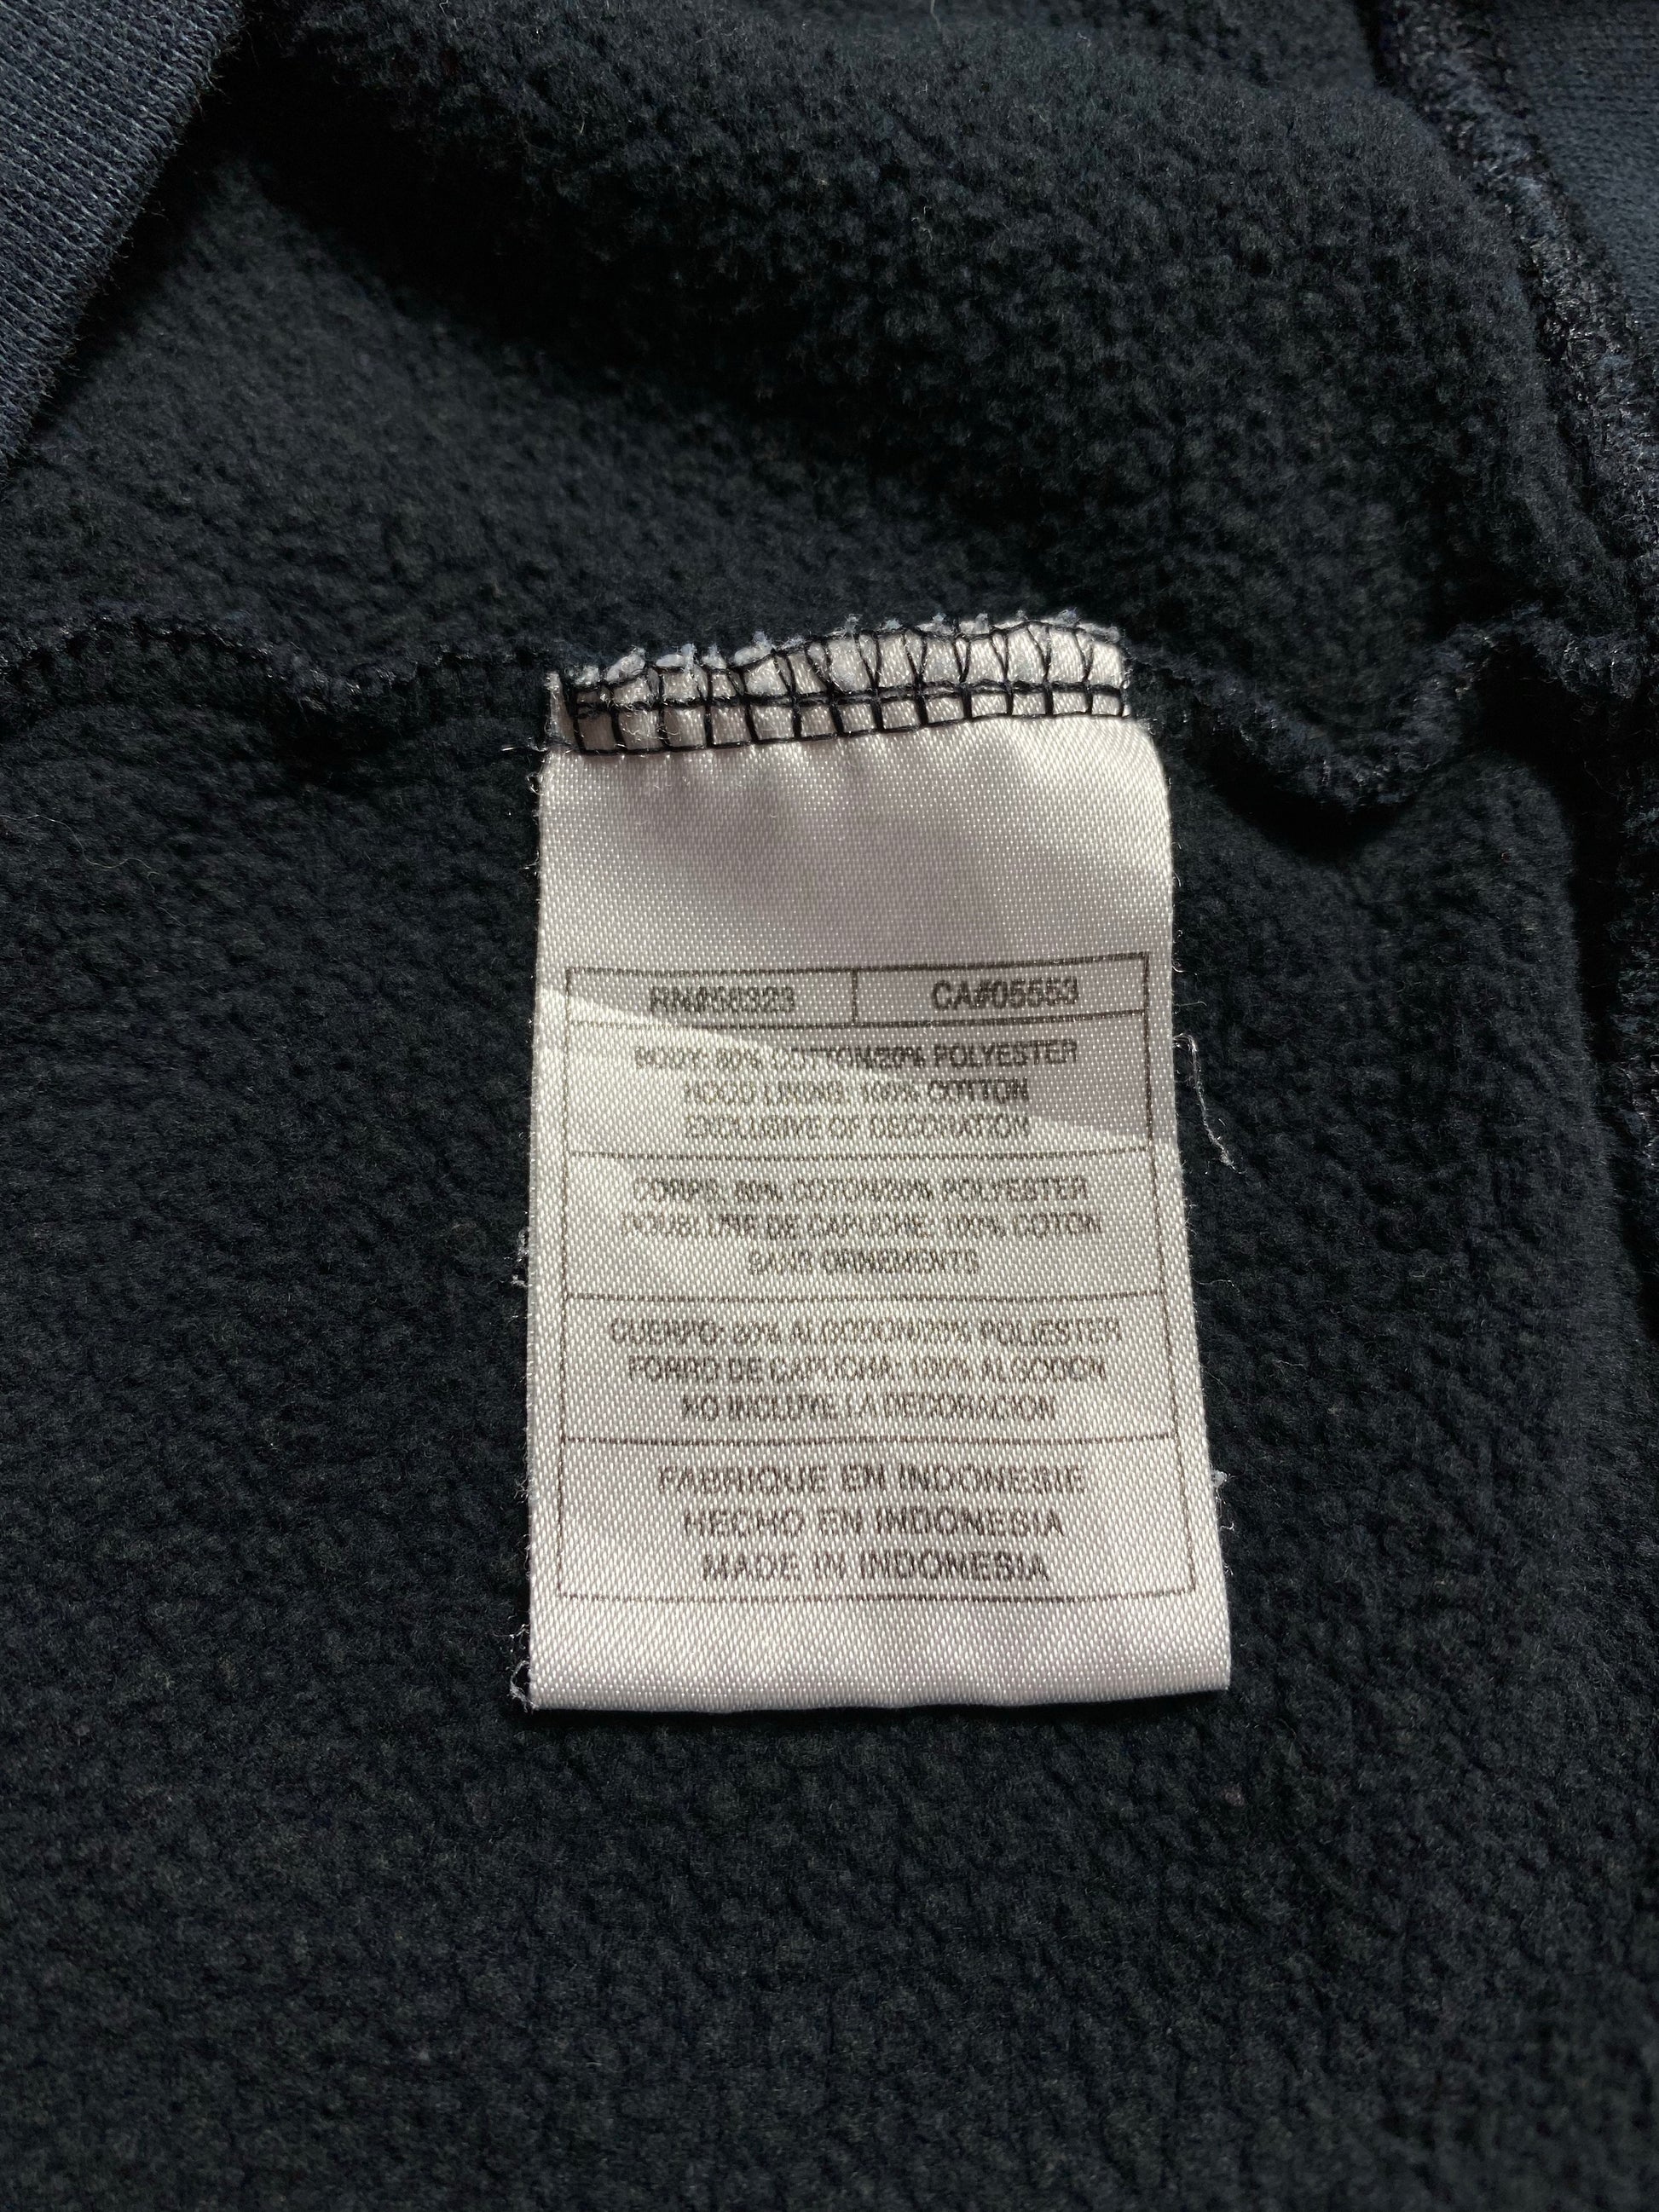 RN#56323 CA#05553
BODY: 80% COTTON/20% POLYESTER
HOOD LINING: 100% COTTON
EXCLUSIVE OF DECORATION
CORPS: 80% COTON/20% POLYESTER
DOUBLURE DE CAPUCHE: 100% COTON
SANS ORNEMENTS
CUERPO: 80% ALGODON/20% POLIESTER
FORRO DE CAPUCHA: 100% ALGODON
NO INCLUYE LA DECORACION
FABRIQUE EN INDONESIE
HECHO EN INDONESIA
MADE IN INDONESIA